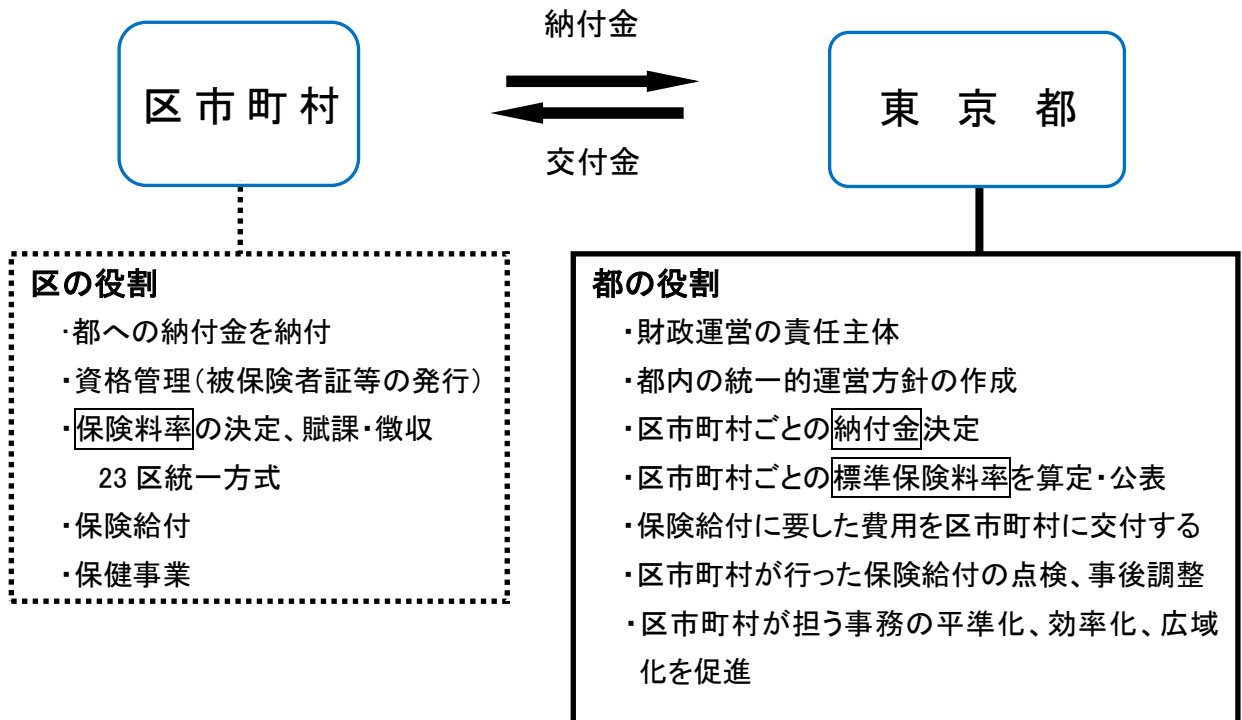 納付金
区市町村
東京都
交付金
区の役割
・都への納付金を納付
・資格管理(被保険者証等の発行)
・保険料率の決定、賦課・徴収
23区統一方式
・保険給付
・保健事業
都の役割
・財政運営の責任主体
・都内の統一的運営方針の作成
・区市町村ごとの納付金決定
・区市町村ごとの標準保険料率を算定・公表
・保険給付に要した費用を区市町村に交付する
・区市町村が行った保険給付の点検、事後調整
・区市町村が担う事務の平準化、効率化、広域
化を促進